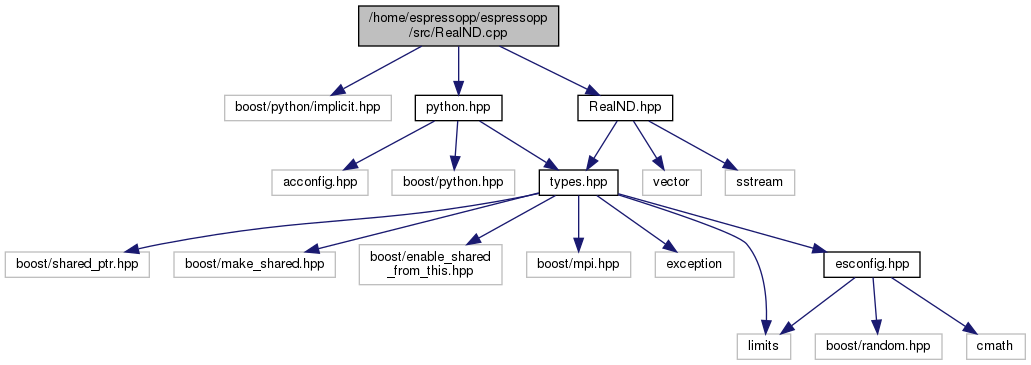 /home/espressopp/espressopp
/src/RealND.cpp
boost/python/implicit.hpp
python.hpp
RealND.hpp
acconfig.hpp
boost/python.hpp
types.hpp
vector
sstream
boost/shared_ptr.hpp
boost/make_shared.hpp
boost/enable_shared
_from_this.hpp
boost/mpi.hpp
exception
esconfig.hpp
limits
boost/random.hpp
cmath